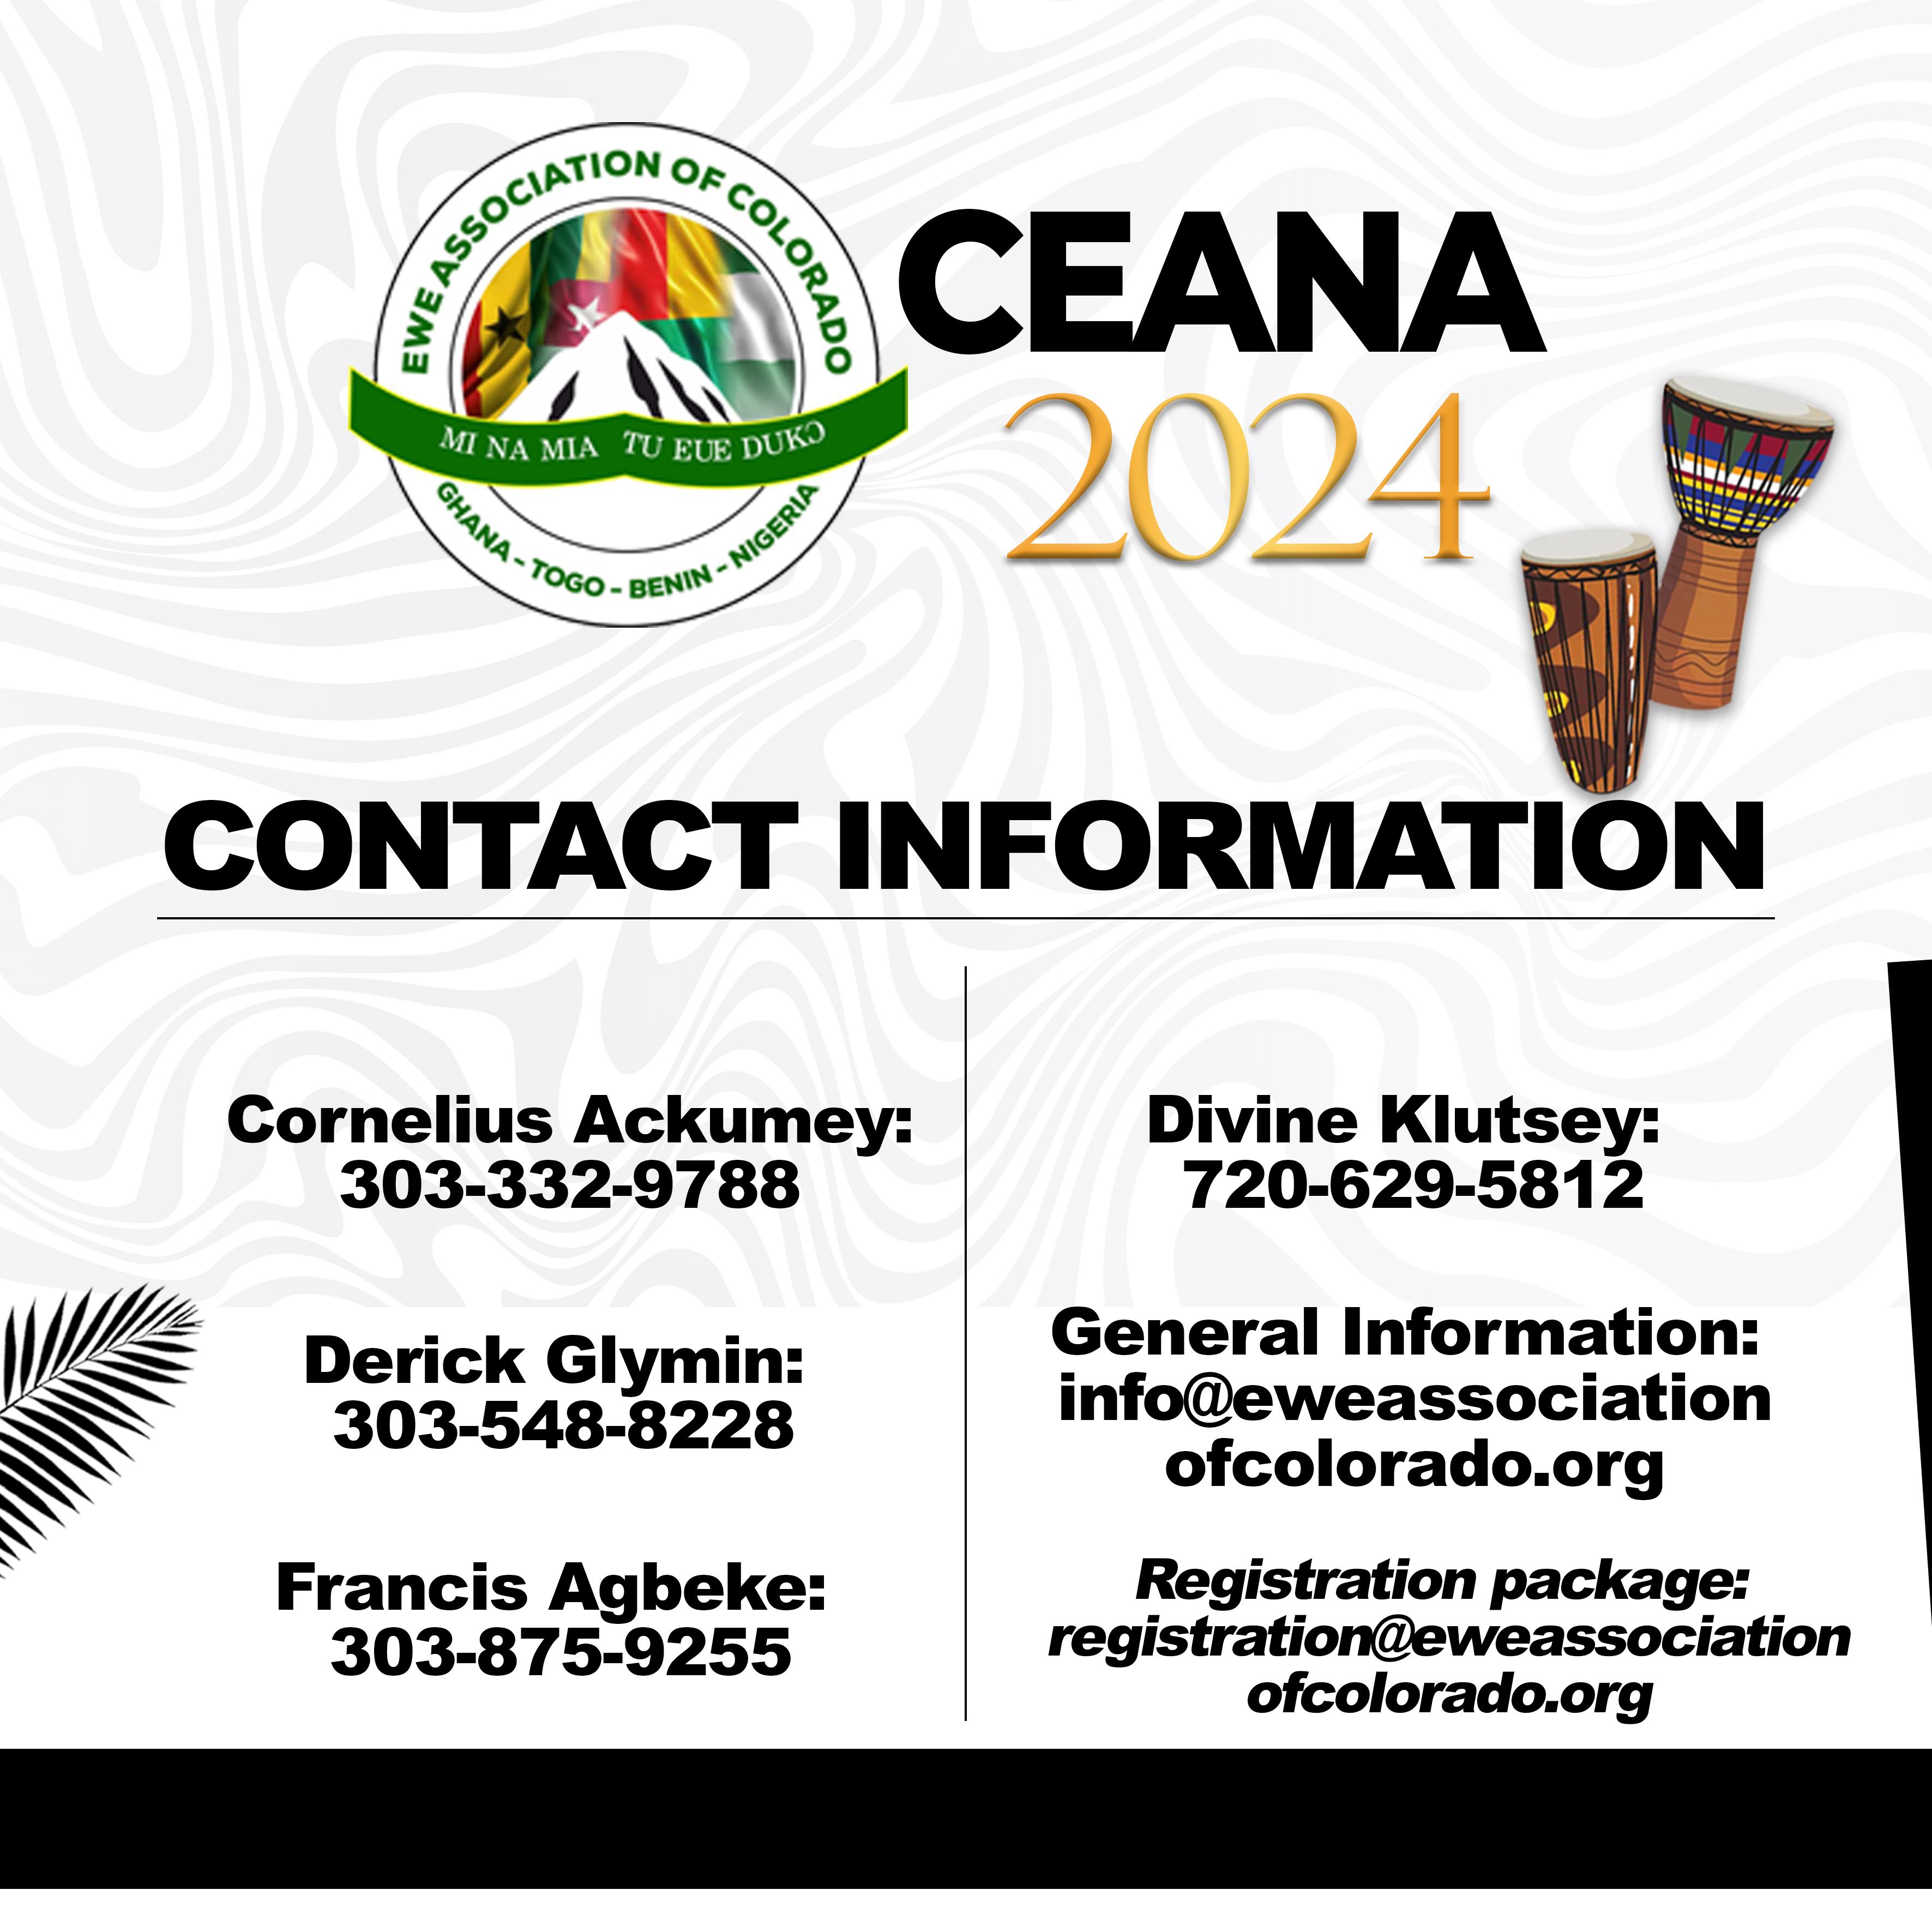 EWE ASSOCIATION OF COLORADO
MI NA MIA TU EUE DUKƆ
GHANA - TOGO - BENIN - NIGERIA
CEANA
2024
CONTACT INFORMATION
Cornelius Ackumey:
303-332-9788
Derick Glymin:
303-548-8228
Francis Agbeke:
303-875-9255
Divine Klutsey:
720-629-5812
General Information:
info@eweassociation
ofcolorado.org
Registration package:
registration@eweassociation
ofcolorado.org